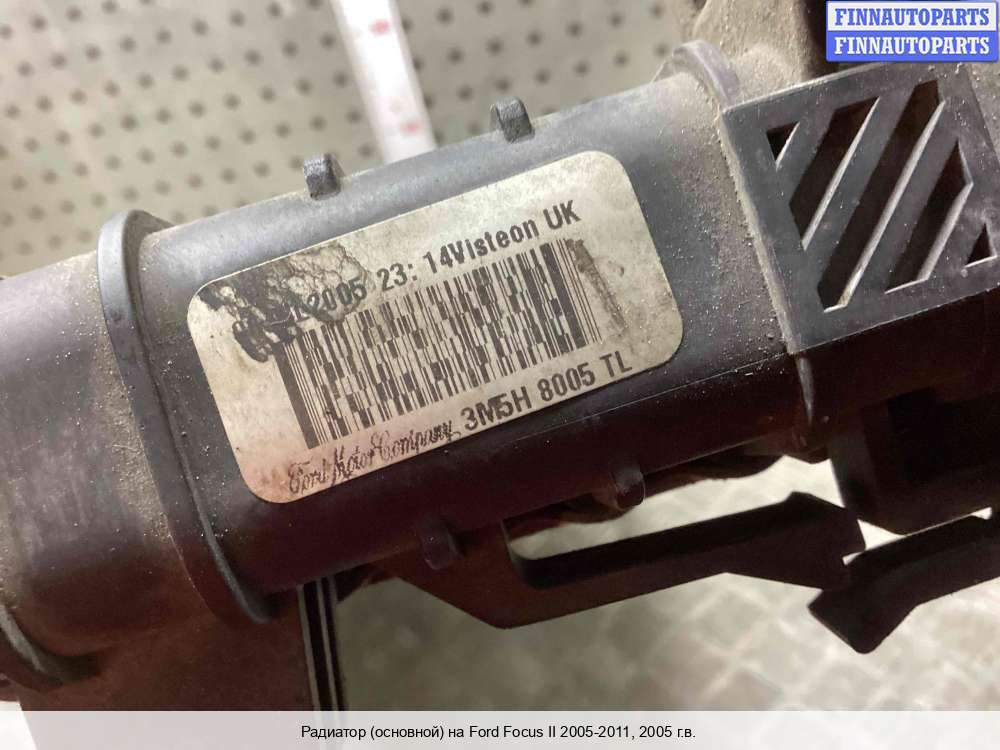 FINNAUTOPARTS
FINNAUTOPARTS
2005 23: 14Visteon UK
3M5H 8005 TL
Ford Motor Company
Радиатор (основной) на Ford Focus II 2005-2011, 2005 г.в.